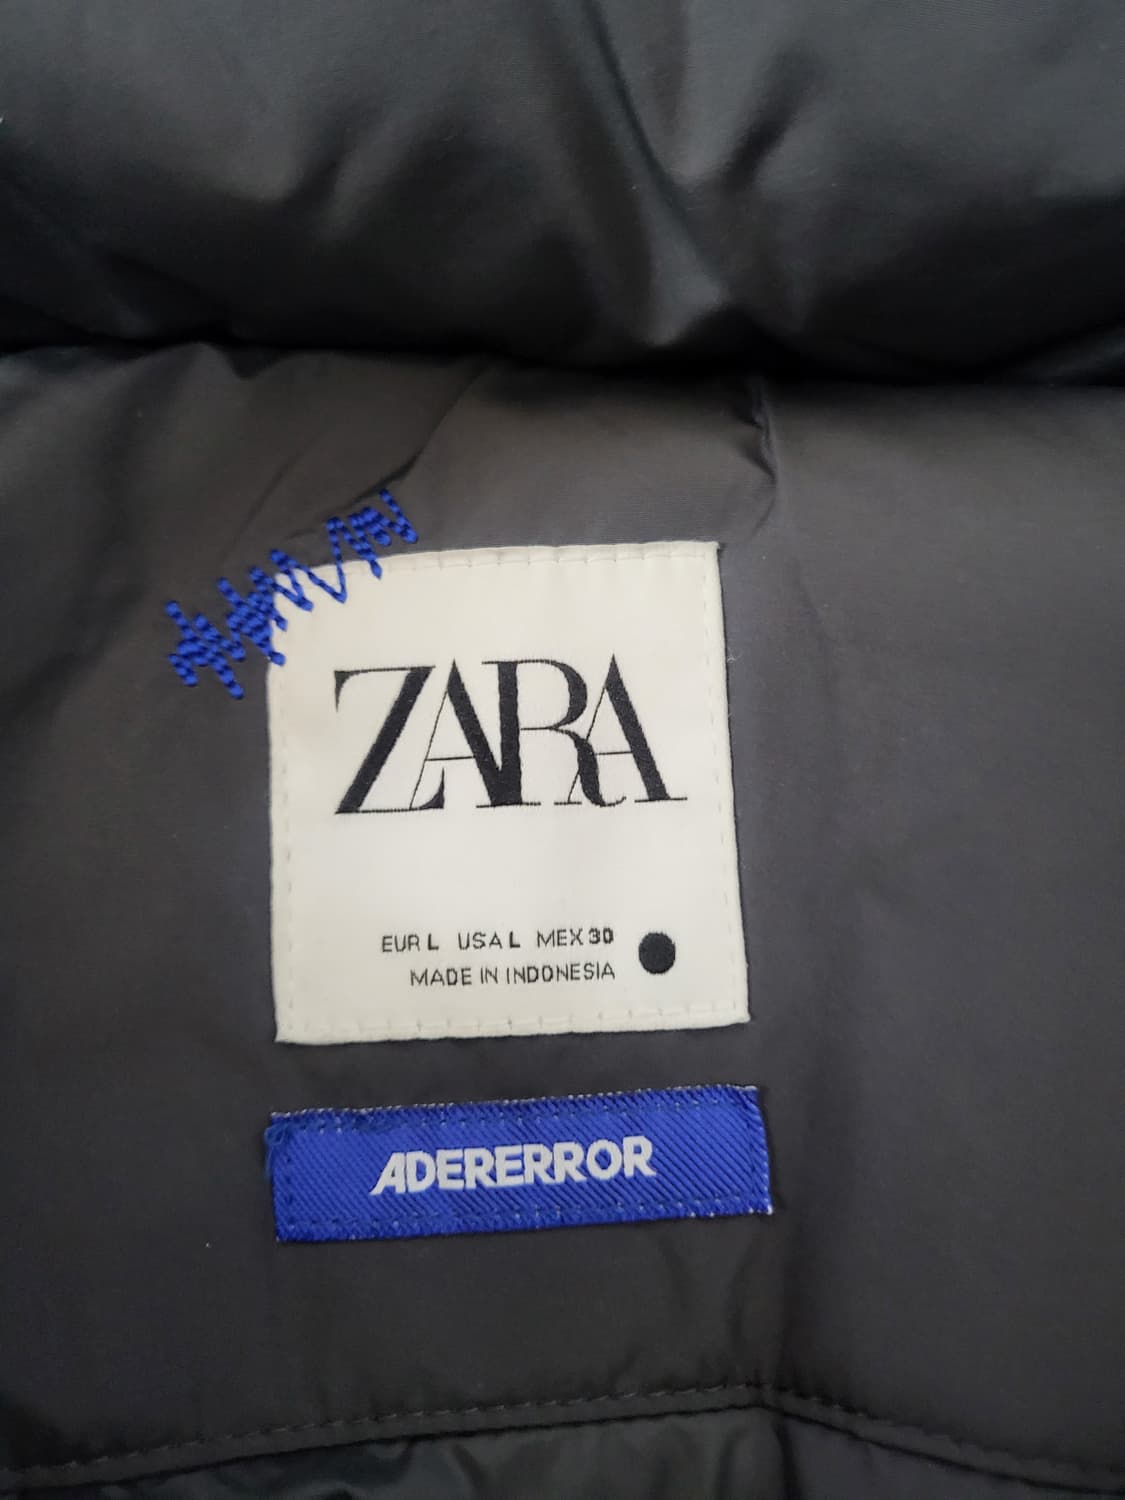 ZARA
EUR L USA L MEX 30
MADE IN INDONESIA
ADERERROR